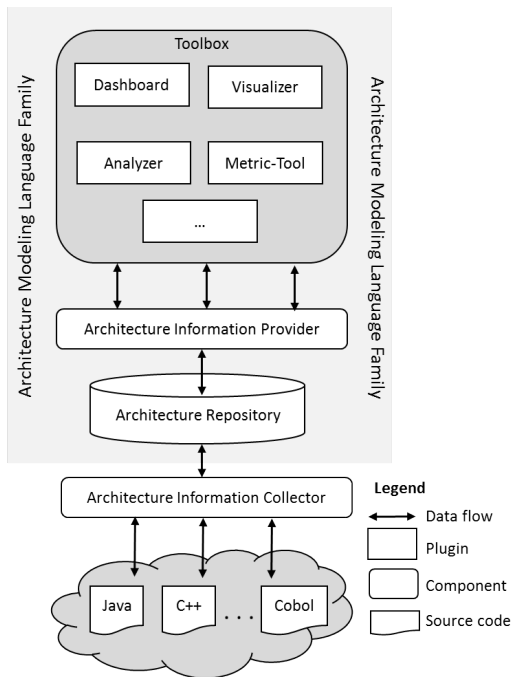 Toolbox
Dashboard
Visualizer
Analyzer
Metric-Tool
...
Architecture Modeling Language Family
Architecture Modeling Language Family
Architecture Information Provider
Architecture Repository
Architecture Information Collector
Java
C++
. . .
Cobol
Legend
Data flow
Plugin
Component
Source code